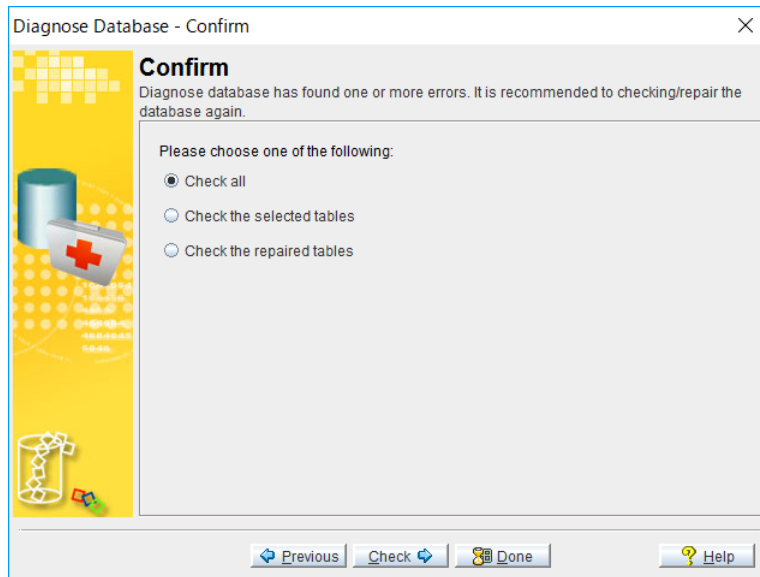 Diagnose Database - Confirm
Confirm
Diagnose database has found one or more errors. It is recommended to checking/repair the
database again.
Please choose one of the following:
Check all
Check the selected tables
Check the repaired tables
Previous Check Done Help